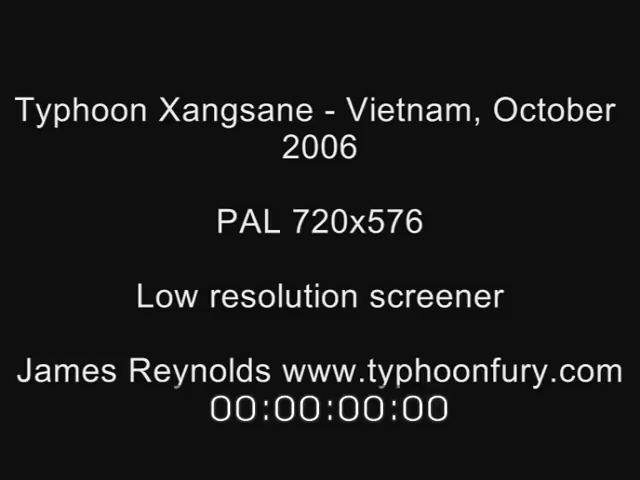 Typhoon Xangsane - Vietnam, October
2006
PAL 720x576
Low resolution screener
James Reynolds www.typhoonfury.com
00:00:00:00